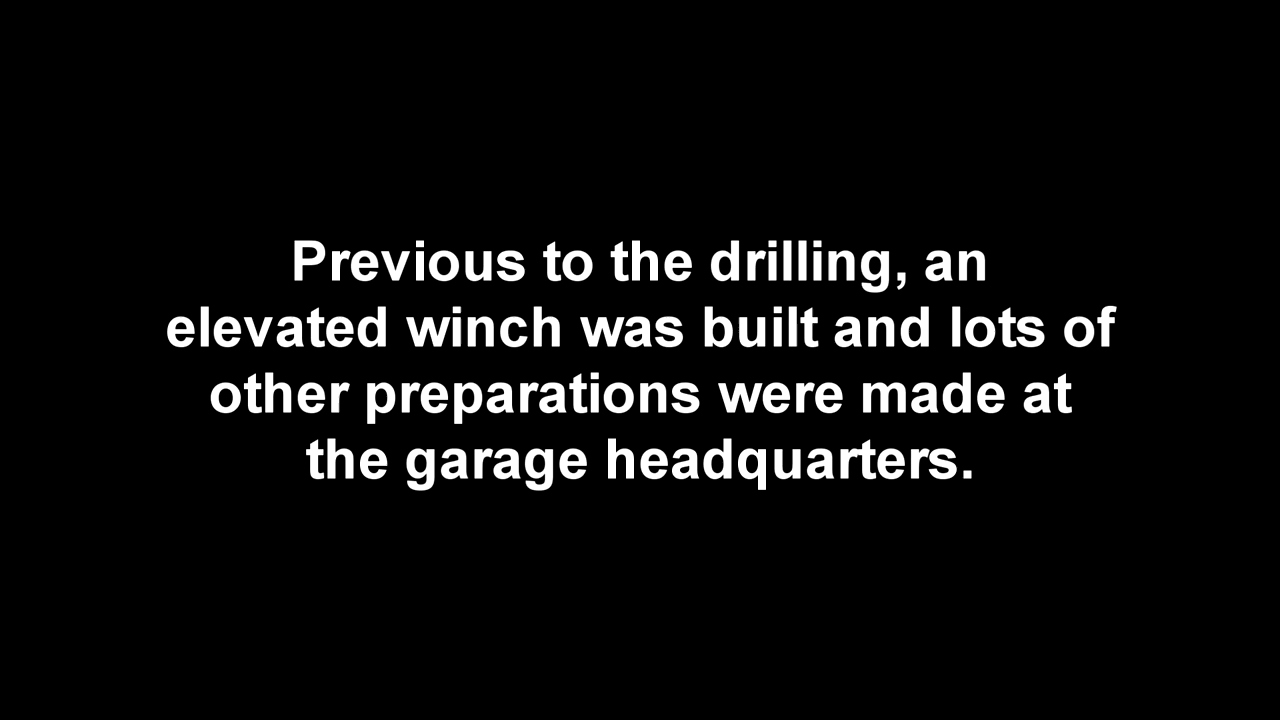 Previous to the drilling, an
elevated winch was built and lots of
other preparations were made at
the garage headquarters.